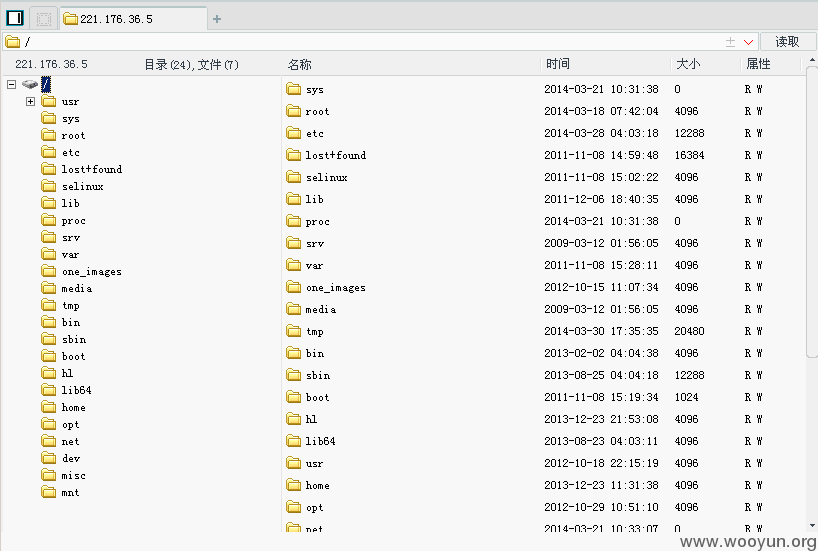 221.176.36.5
/
读取
221.176.36.5 目录(24),文件(7) 名称 时间 大小 属性
/
usr
sys
root
etc
lost+found
selinux
lib
proc
srv
var
one_images
media
tmp
bin
sbin
boot
hl
lib64
home
opt
net
dev
misc
mnt
sys 2014-03-21 10:31:38 0 R W
root 2014-03-18 07:42:04 4096 R W
etc 2014-03-28 04:03:18 12288 R W
lost+found 2011-11-08 14:59:48 16384 R W
selinux 2011-11-08 15:02:22 4096 R W
lib 2011-12-06 18:40:35 4096 R W
proc 2014-03-21 10:31:38 0 R W
srv 2009-03-12 01:56:05 4096 R W
var 2011-11-08 15:28:11 4096 R W
one_images 2012-10-15 11:07:34 4096 R W
media 2009-03-12 01:56:05 4096 R W
tmp 2014-03-30 17:35:35 20480 R W
bin 2013-02-02 04:04:38 4096 R W
sbin 2013-08-25 04:04:18 12288 R W
boot 2011-11-08 15:19:34 1024 R W
hl 2013-12-23 21:53:08 4096 R W
lib64 2013-08-23 04:03:11 4096 R W
usr 2012-10-18 22:15:19 4096 R W
home 2013-12-23 11:31:38 4096 R W
opt 2012-10-29 10:51:10 4096 R W
net 2014-03-21 10:33:07 0 R W
www.wooyun.org